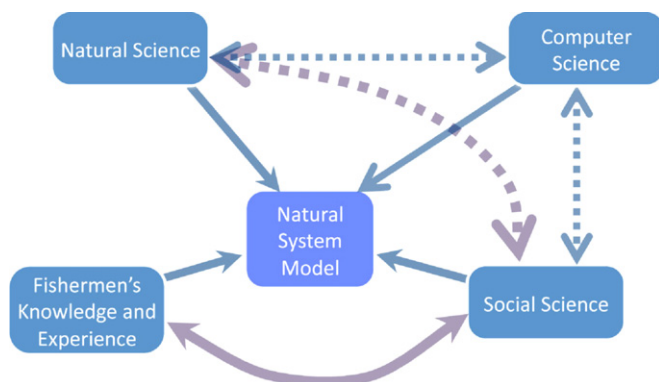 Natural Science
Computer
Science
Natural
System
Model
Fishermen's
Knowledge and
Experience
Social Science